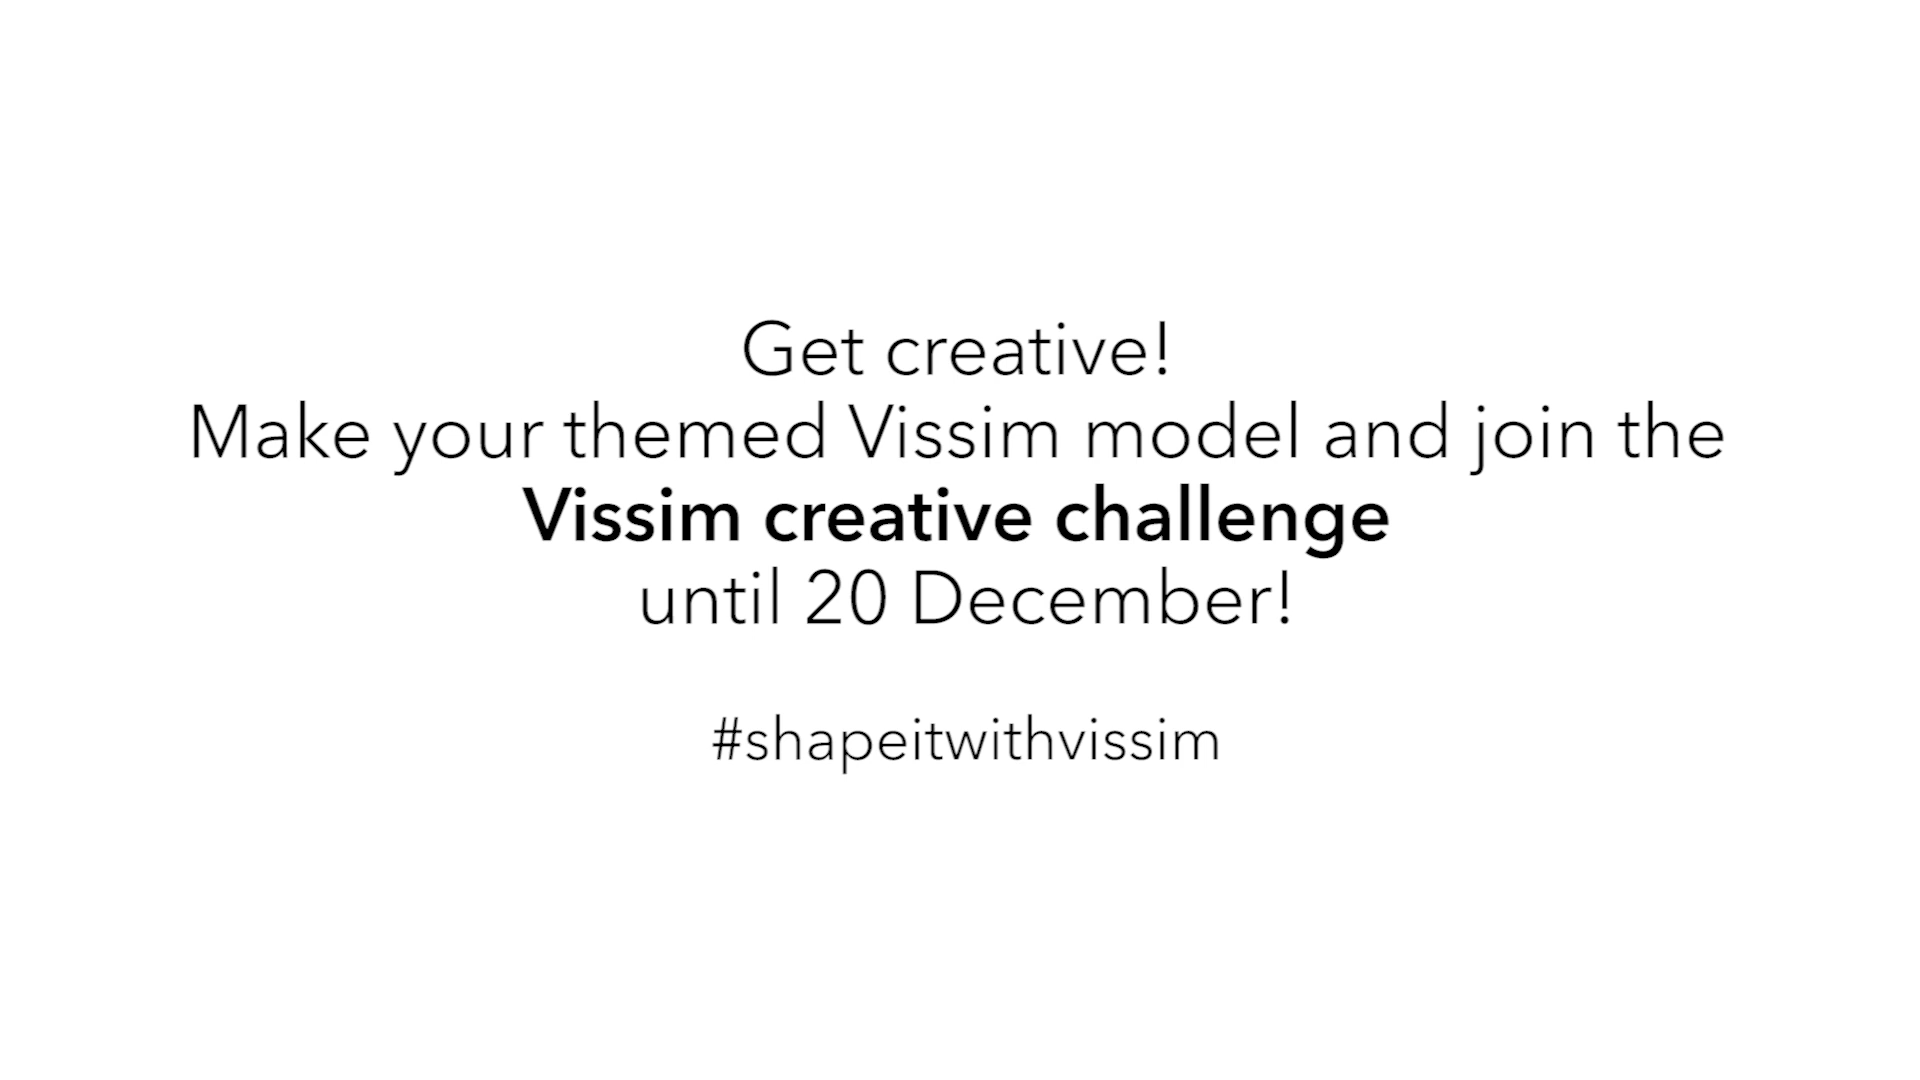 Get creative!
Make your themed Vissim model and join the
Vissim creative challenge
until 20 December!
#shapeitwithvissim